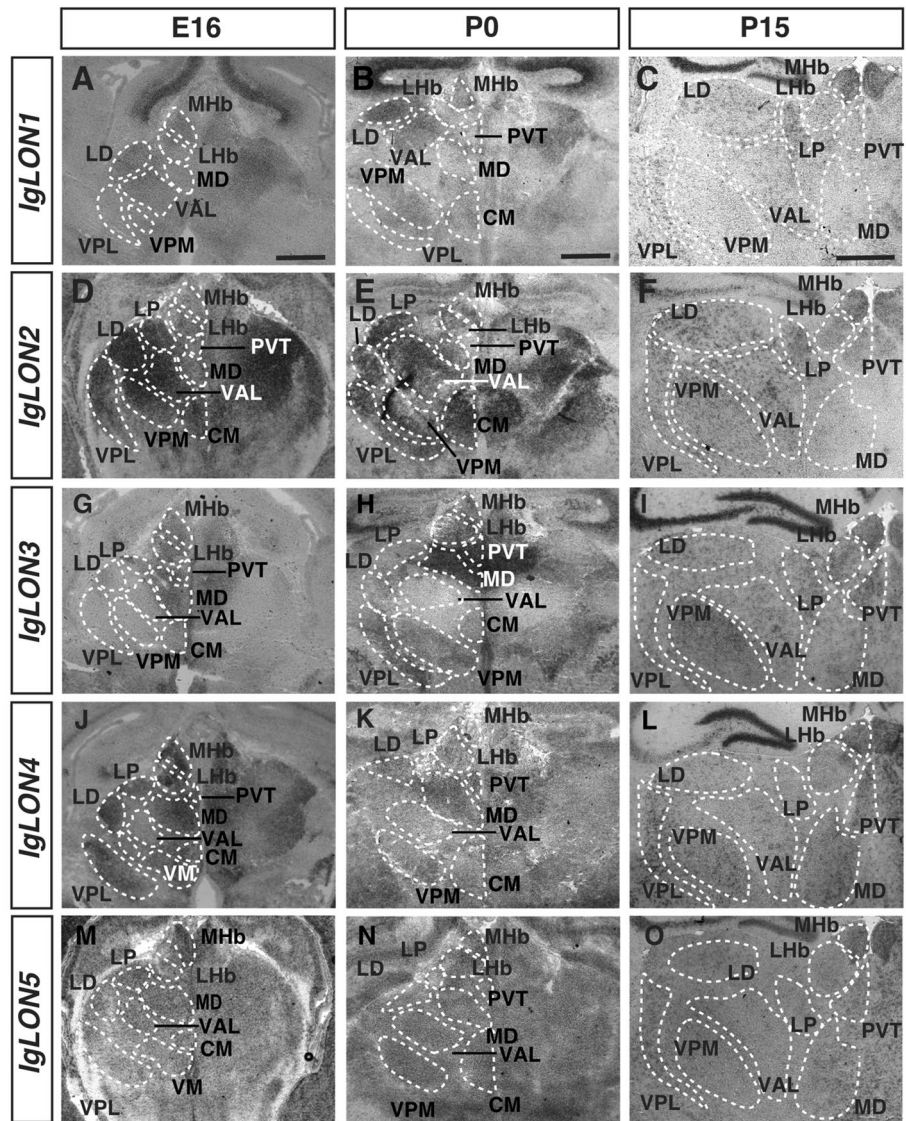 E16 P0 P15
IgLON1
A
MHb
LD
LHb
MD
VAL
VPL
VPM
B
LHb
MHb
LD
PVT
VAL
VPM
MD
CM
VPL
C
MHb
LD
LHb
LP
PVT
VAL
VPL
VPM
MD
IgLON2
D
LP
MHb
LD
LHb
PVT
MD
VAL
VPM
CM
VPL
E
LP
MHb
LD
LHb
PVT
MD
VAL
CM
VPL
VPM
F
MHb
LD
LHb
LP
PVT
VPM
VAL
VPL
MD
IgLON3
G
MHb
LP
LHb
LD
PVT
MD
VAL
VPL
VPM
CM
H
MHb
LP
LHb
LD
PVT
MD
VAL
CM
VPL
VPM
I
MHb
LHb
LD
LP
VPM
PVT
VAL
VPL
MD
IgLON4
J
MHb
LP
LHb
LD
PVT
MD
VAL
CM
VM
VPL
K
MHb
LP
LD
LHb
PVT
MD
VAL
CM
VPM
L
MHb
LHb
LD
LP
PVT
VPM
VAL
VPL
MD
IgLON5
M
MHb
LP
LD
LHb
MD
VAL
CM
VM
VPL
N
MHb
LP
LD
LHb
PVT
MD
VAL
VPM
CM
O
MHb
LHb
LD
LP
PVT
VPM
VAL
VPL
MD